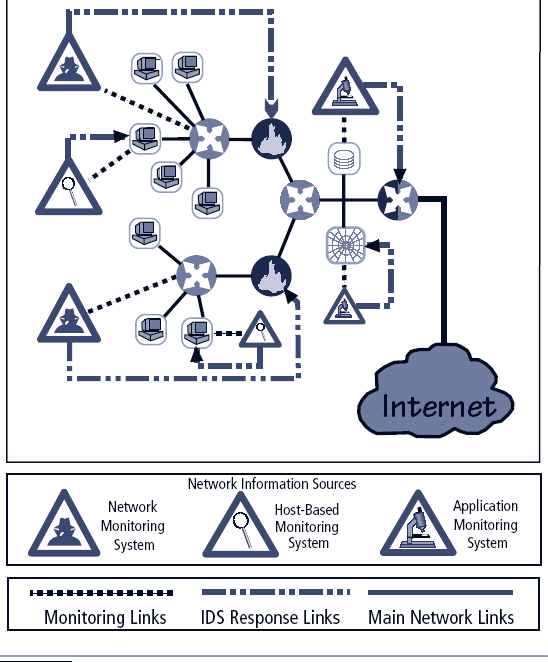 Internet
Network Information Sources
Network
Monitoring
System
Host-Based
Monitoring
System
Application
Monitoring
System
Monitoring Links
IDS Response Links
Main Network Links